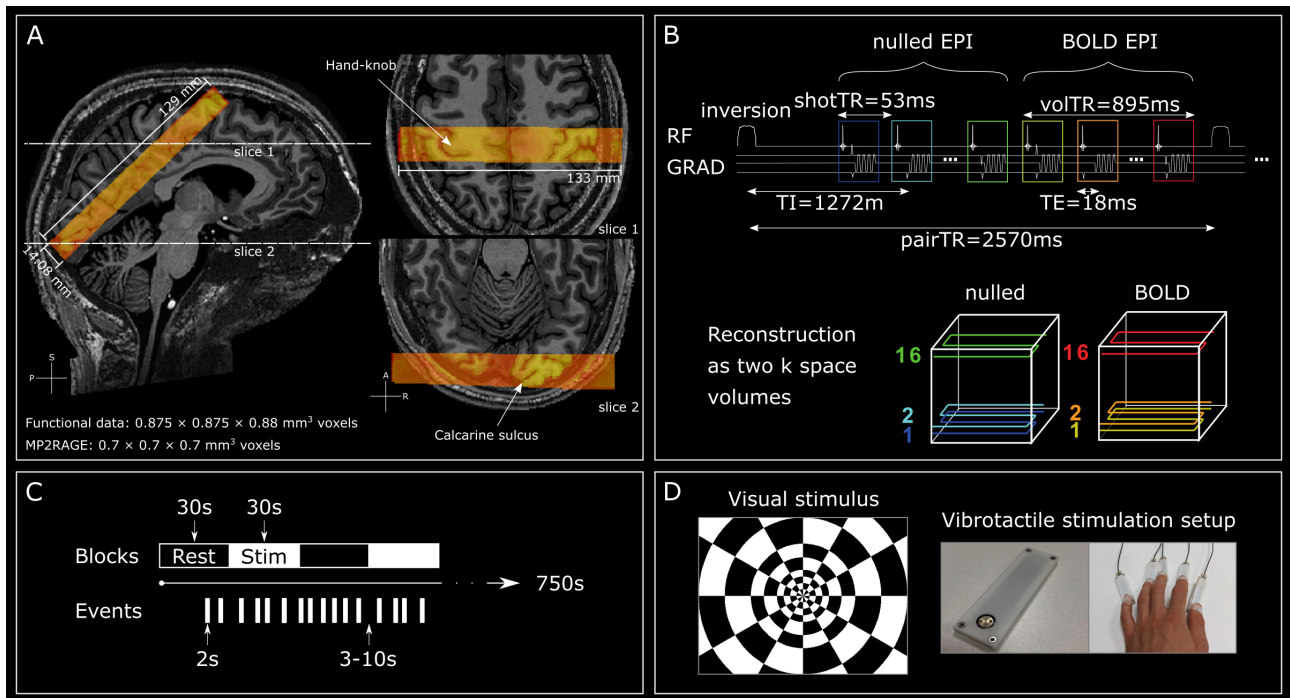 A
Hand-knob
129 mm
slice 1
133 mm
slice 1
slice 2
14.08 mm
S
P
A
R
slice 2
Calcarine sulcus
Functional data: 0.875 × 0.875 × 0.88 mm³ voxels
MP2RAGE: 0.7 × 0.7 × 0.7 mm³ voxels
B
nulled EPI
BOLD EPI
inversion
shotTR=53ms
volTR=895ms
RF
GRAD
...
...
...
TI=1272m
TE=18ms
pairTR=2570ms
nulled
BOLD
Reconstruction
as two k space
volumes
16
2
1
16
2
1
C
30s
30s
Blocks
Rest
Stim
750s
Events
2s
3-10s
D
Visual stimulus
Vibrotactile stimulation setup